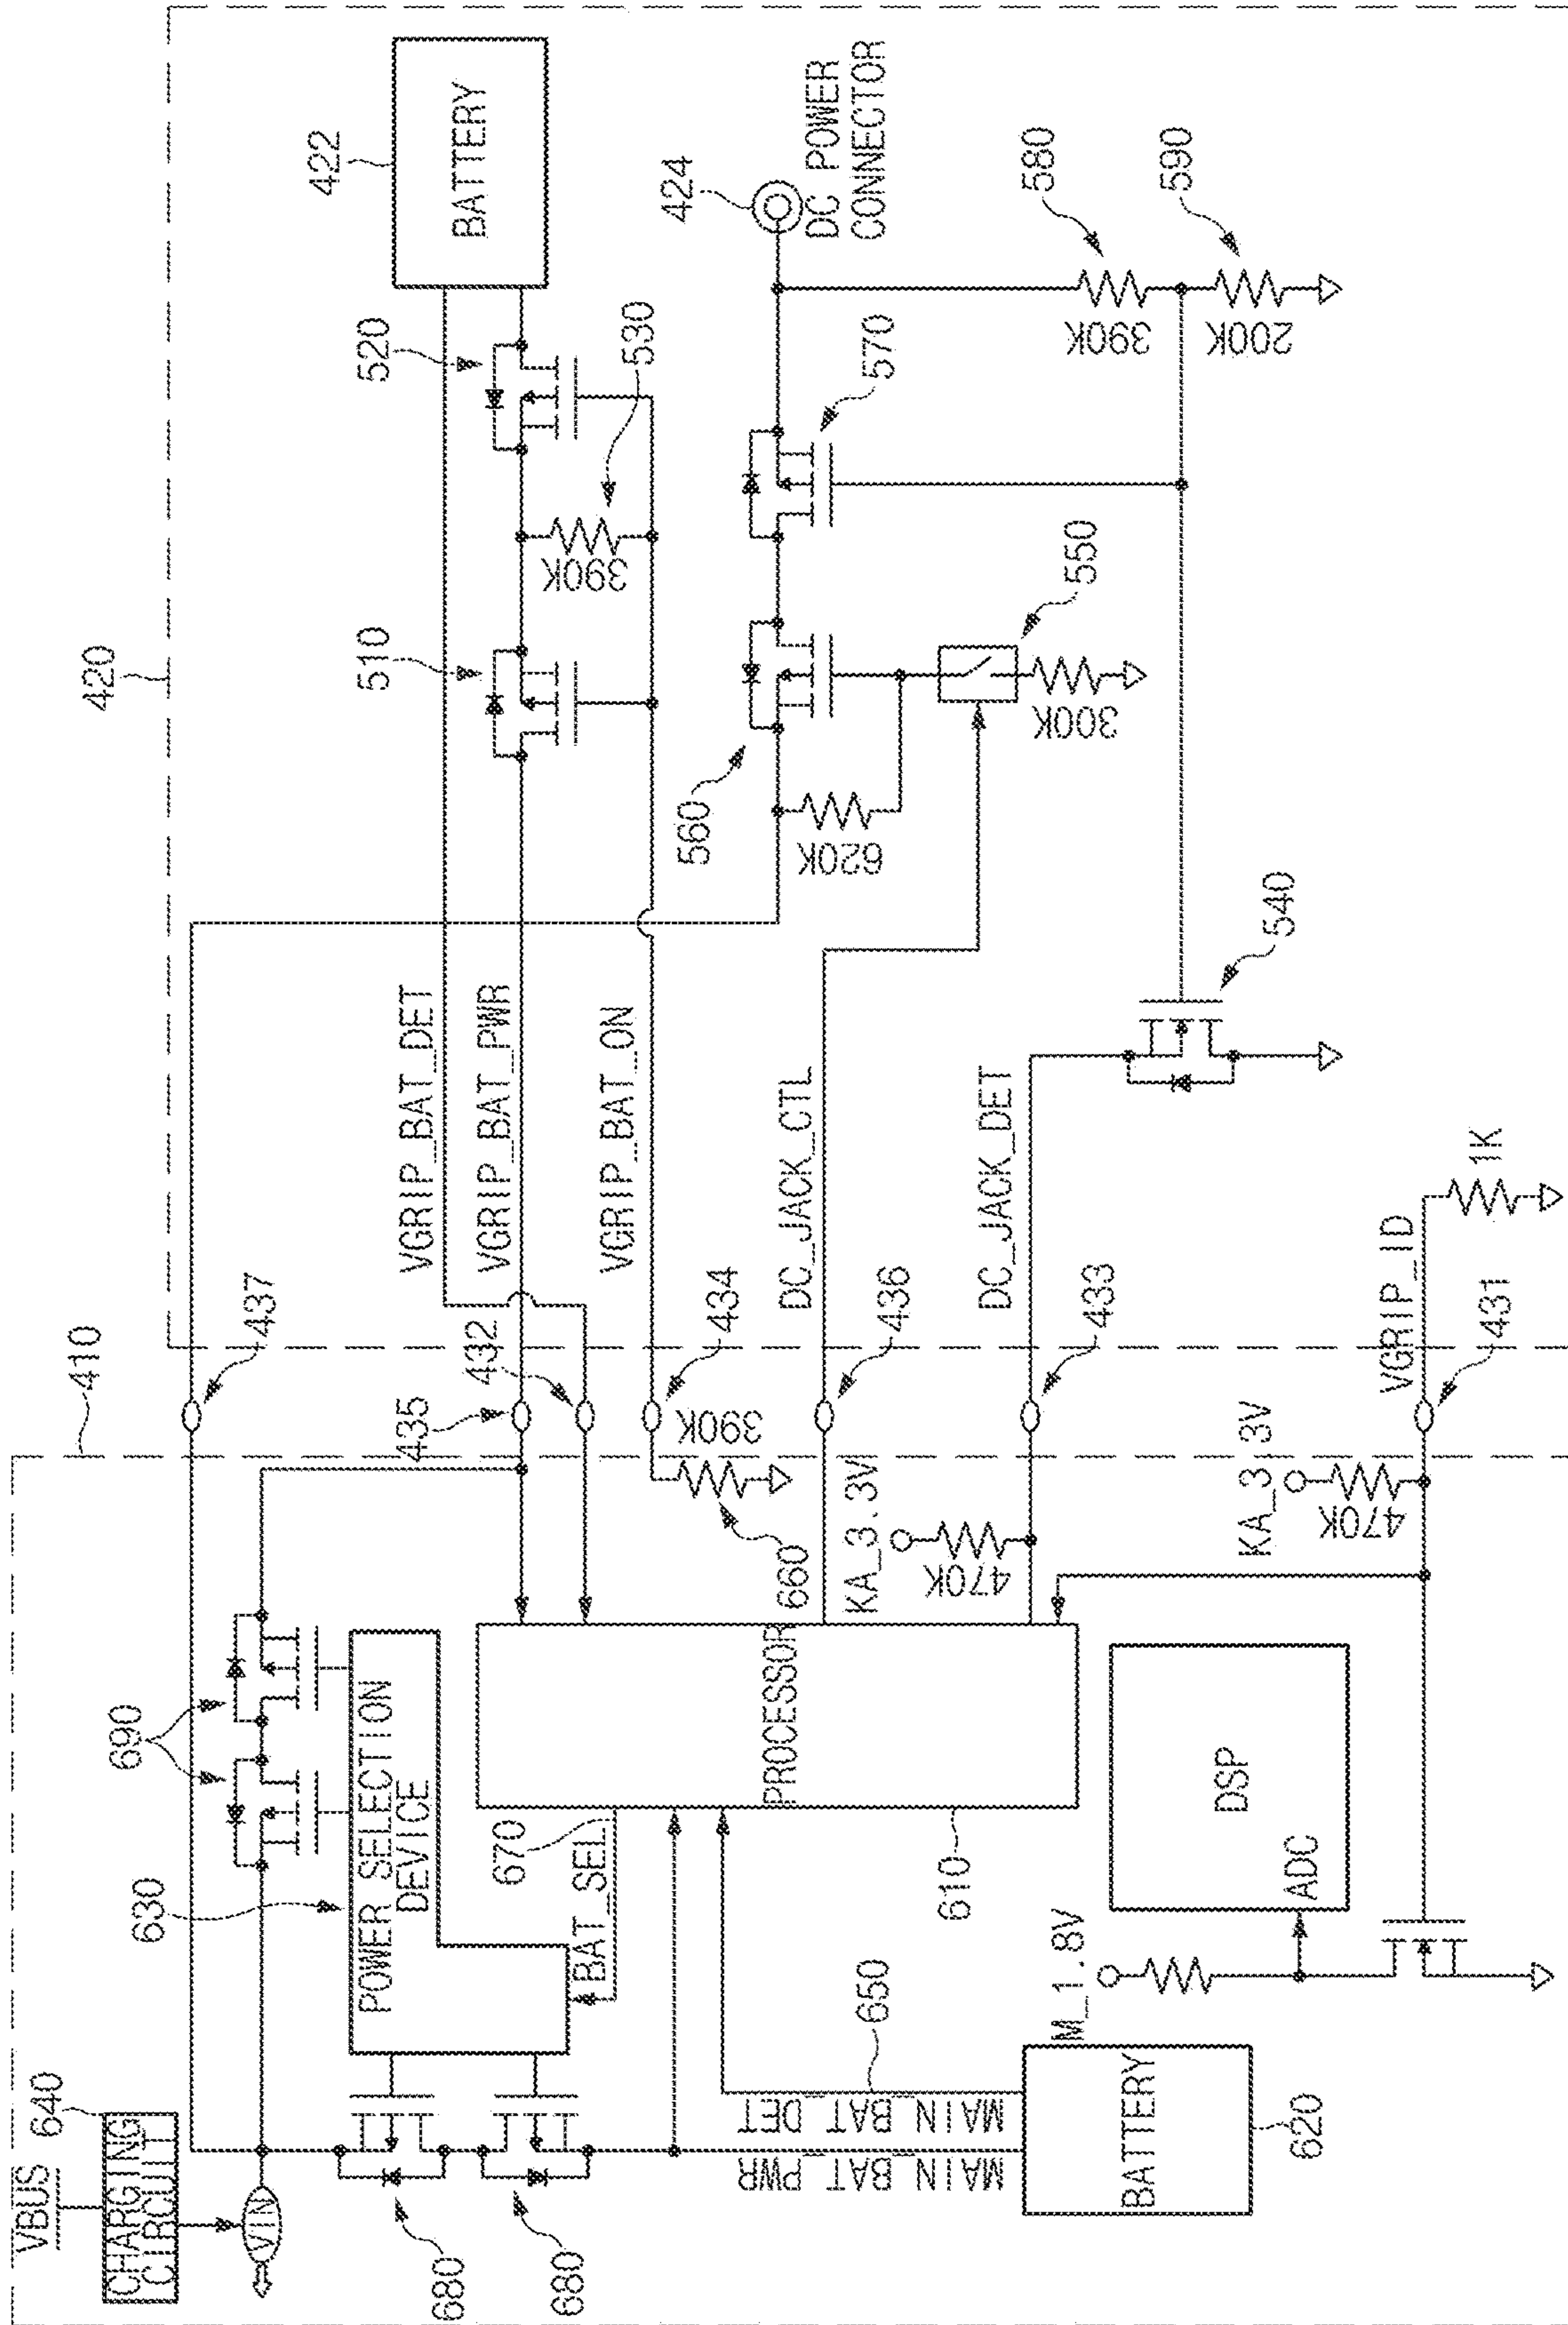 410
420
VBUS
640
CHARGING
CIRCUIT
VIN
437
690
630
POWER SELECTION
DEVICE
680
680
670
BAT_SEL
PROCESSOR
610
650
MAIN_BAT_DET
MAIN_BAT_PWR
BATTERY
620
M_1.8V
DSP
ADC
435
432
434
390K
660
KA_3.3V
470K
436
433
KA_3.3V
470K
431
VGRIP_ID
1K
VGRIP_BAT_DET
VGRIP_BAT_PWR
VGRIP_BAT_ON
DC_JACK_CTL
DC_JACK_DET
510
520
530
390K
422
BATTERY
424
DC POWER
CONNECTOR
560
620K
570
550
300K
540
580
390K
590
200K